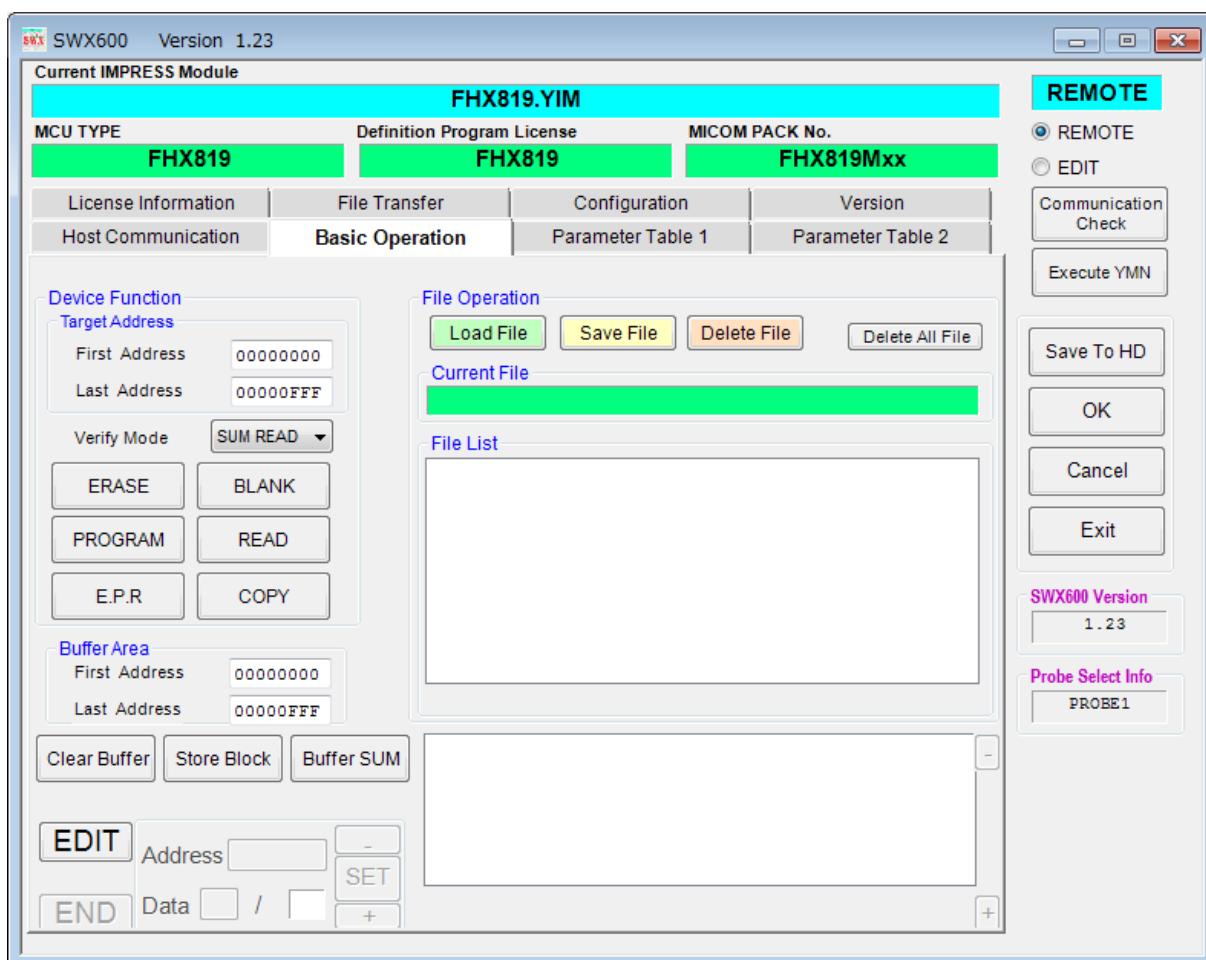 SWX600 Version 1.23
Current IMPRESS Module
FHX819.YIM
MCU TYPE Definition Program License MICOM PACK No.
FHX819 FHX819 FHX819Mxx
License Information File Transfer Configuration Version
Host Communication Basic Operation Parameter Table 1 Parameter Table 2
Device Function
Target Address
First Address 00000000
Last Address 00000FFF
Verify Mode SUM READ
ERASE BLANK
PROGRAM READ
E.P.R COPY
Buffer Area
First Address 00000000
Last Address 00000FFF
Clear Buffer Store Block Buffer SUM
EDIT
Address
-
SET
END
Data /
+
File Operation
Load File Save File Delete File Delete All File
Current File
File List
-
+
REMOTE
REMOTE
EDIT
Communication
Check
Execute YMN
Save To HD
OK
Cancel
Exit
SWX600 Version
1.23
Probe Select Info
PROBE1